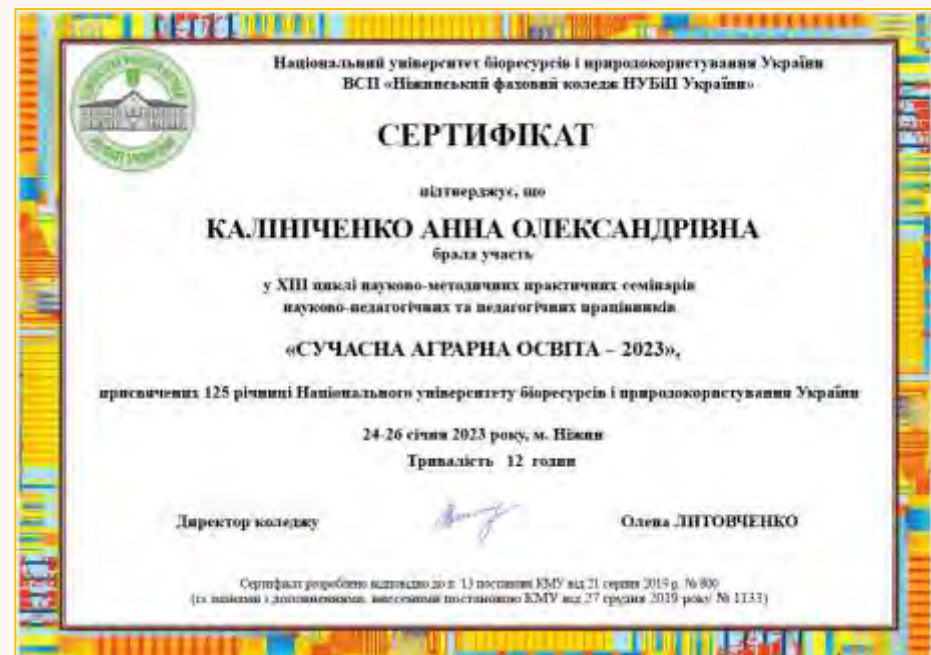 Національний університет біоресурсів і природокористування України
ВСП «Ніжинський фаховий коледж НУБіП України»
СЕРТИФІКАТ
підтверджує, що
КАЛІНІЧЕНКО АННА ОЛЕКСАНДРІВНА
брала участь
у XIII циклі науково-методичних практичних семінарів
науково-педагогічних та педагогічних працівників
«СУЧАСНА АГРАРНА ОСВІТА – 2023»,
присвячених 125 річниці Національного університету біоресурсів і природокористування України
24-26 січня 2023 року, м. Ніжин
Тривалість 12 годин
Директор коледжу
Олена ЛИТОВЧЕНКО
Сертифікат розроблено відповідно до п. 13 постанови КМУ від 21 серпня 2019 р. № 800
(із змінами і доповненнями, внесеними постановою КМУ від 27 грудня 2019 року № 1133)